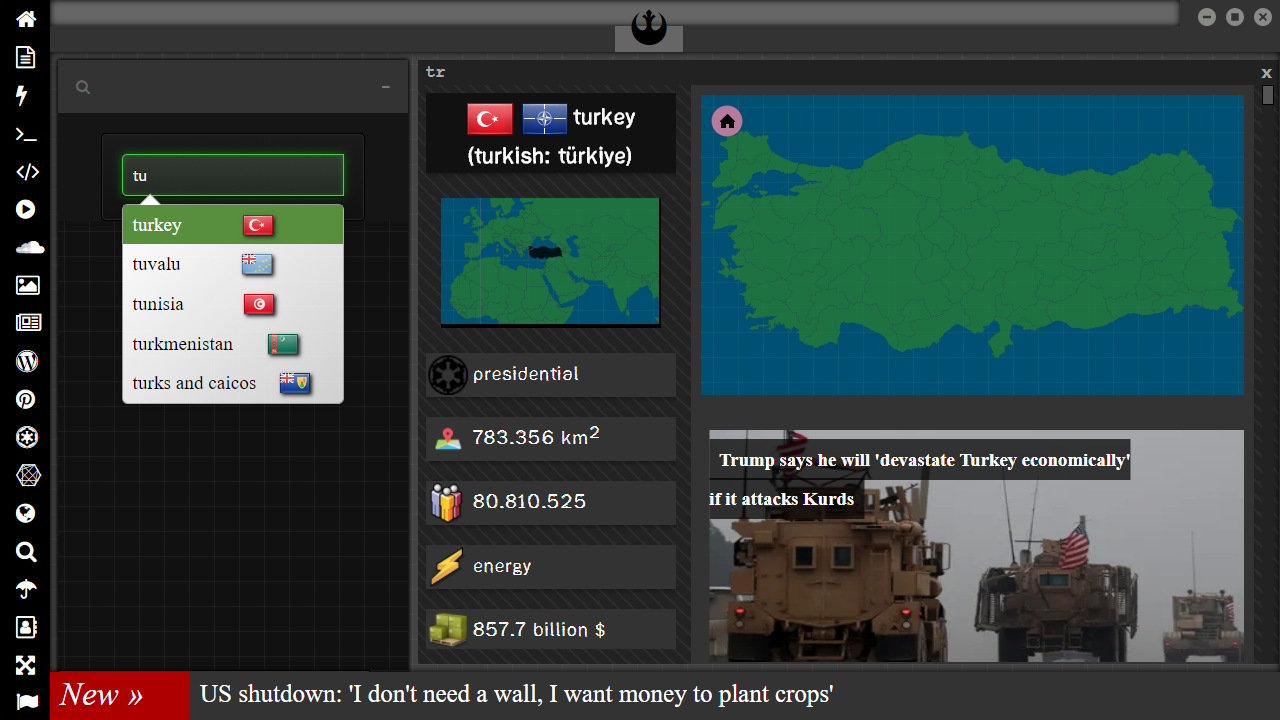 tu
turkey
tuvalu
tunisia
turkmenistan
turks and caicos
tr
x
turkey
(turkish: türkiye)
presidential
783.356 km²
80.810.525
energy
857.7 billion $
Trump says he will 'devastate Turkey economically'
if it attacks Kurds
New »
US shutdown: 'I don't need a wall, I want money to plant crops'